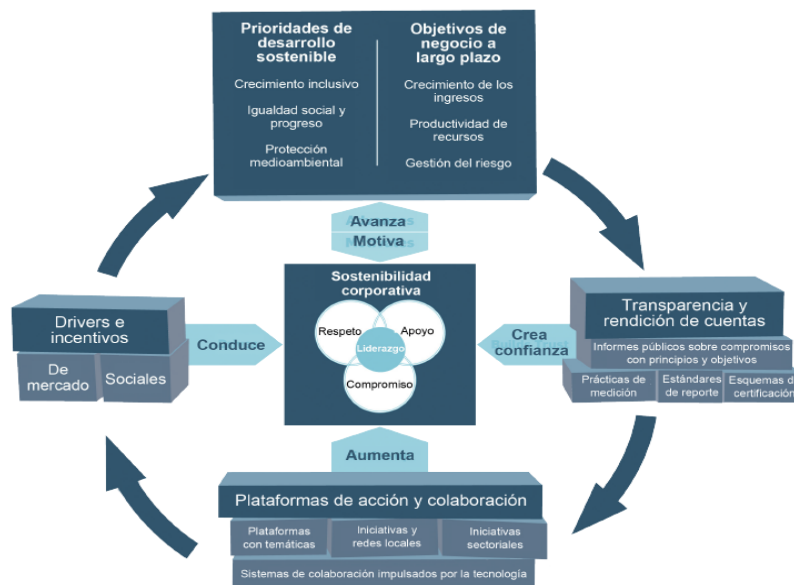 Prioridades de
desarrollo
sostenible
Crecimiento inclusivo
Igualdad social y
progreso
Protección
medioambiental
Objetivos de
negocio a
largo plazo
Crecimiento de los
ingresos
Productividad de
recursos
Gestión del riesgo
Avanza
Motiva
Sostenibilidad
corporativa
Respeto
Apoyo
Liderazgo
Compromiso
Drivers e
incentivos
De
mercado
Sociales
Conduce
Crea
confianza
Transparencia y
rendición de cuentas
Informes públicos sobre compromisos
con principios y objetivos
Prácticas de
medición
Estándares
de reporte
Esquemas de
certificación
Aumenta
Plataformas de acción y colaboración
Plataformas
con temáticas
Iniciativas y
redes locales
Iniciativas
sectoriales
Sistemas de colaboración impulsados por la tecnología